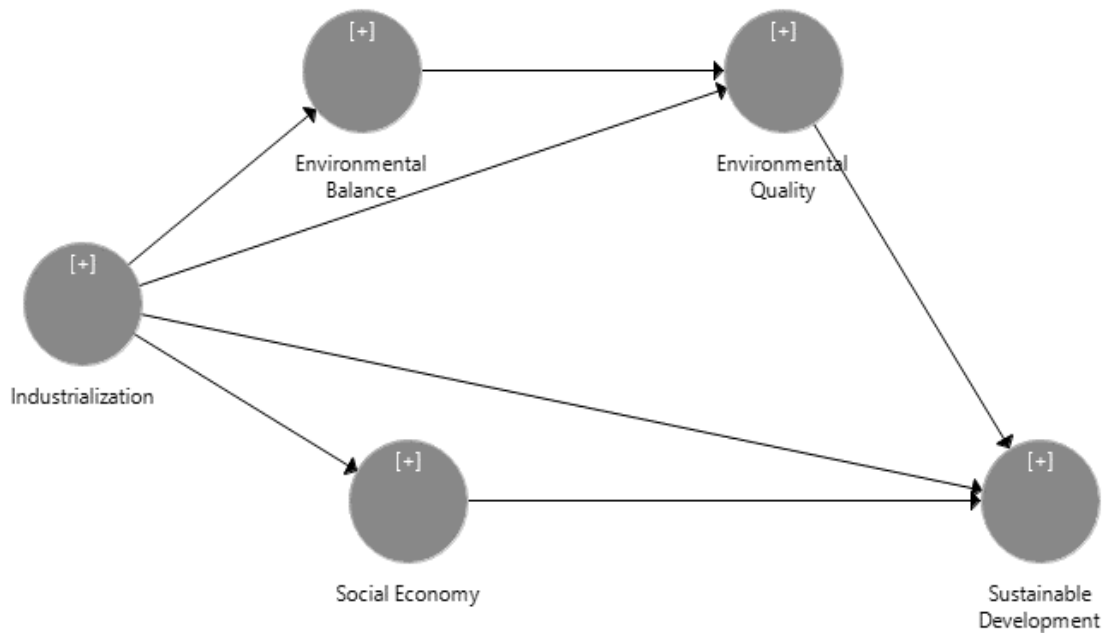 [+]
[+]
Environmental
Balance
Environmental
Quality
[+]
Industrialization
[+]
[+]
Social Economy
Sustainable
Development